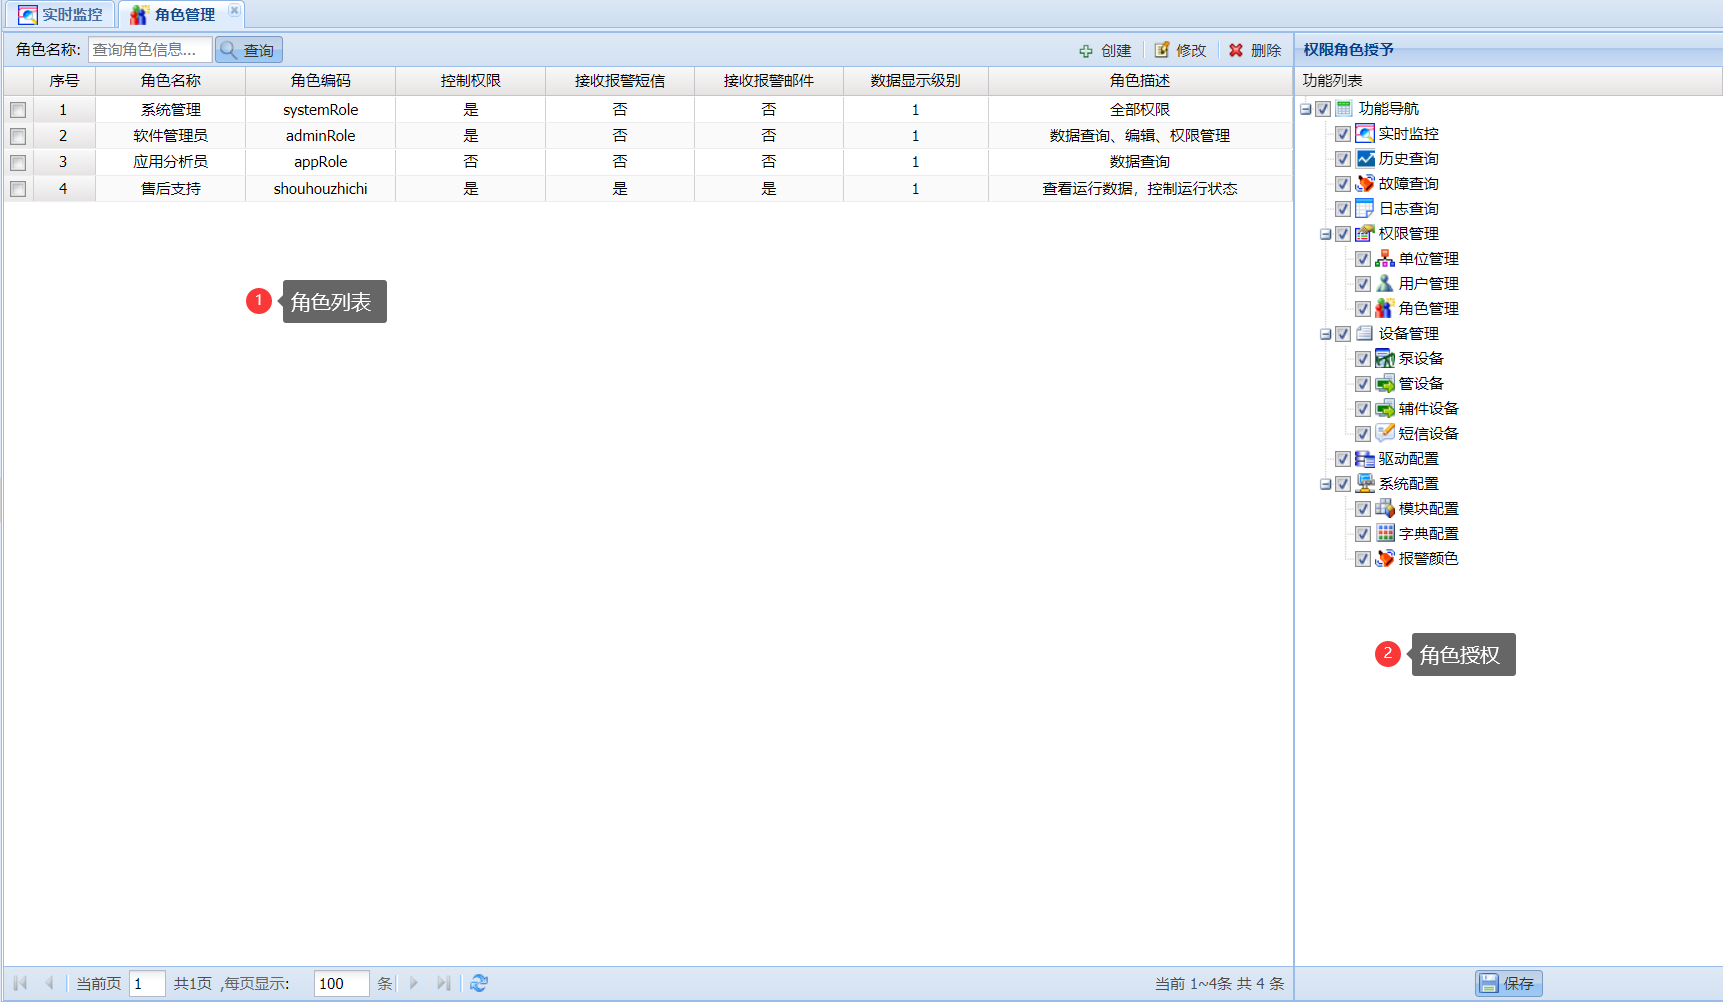 实时监控 角色管理
角色名称: 查询角色信息... 查询 创建 修改 删除
序号 角色名称 角色编码 控制权限 接收报警短信 接收报警邮件 数据显示级别 角色描述
1 系统管理 systemRole 是 否 否 1 全部权限
2 软件管理员 adminRole 是 否 否 1 数据查询、编辑、权限管理
3 应用分析员 appRole 否 否 否 1 数据查询
4 售后支持 shouhouzhichi 是 是 是 1 查看运行数据，控制运行状态
1 角色列表
当前页 1 共1页 ,每页显示: 100 条 当前 1~4条 共 4 条
权限角色授予
功能列表
功能导航
实时监控
历史查询
故障查询
日志查询
权限管理
单位管理
用户管理
角色管理
设备管理
泵设备
管设备
辅件设备
短信设备
驱动配置
系统配置
模块配置
字典配置
报警颜色
2 角色授权
保存